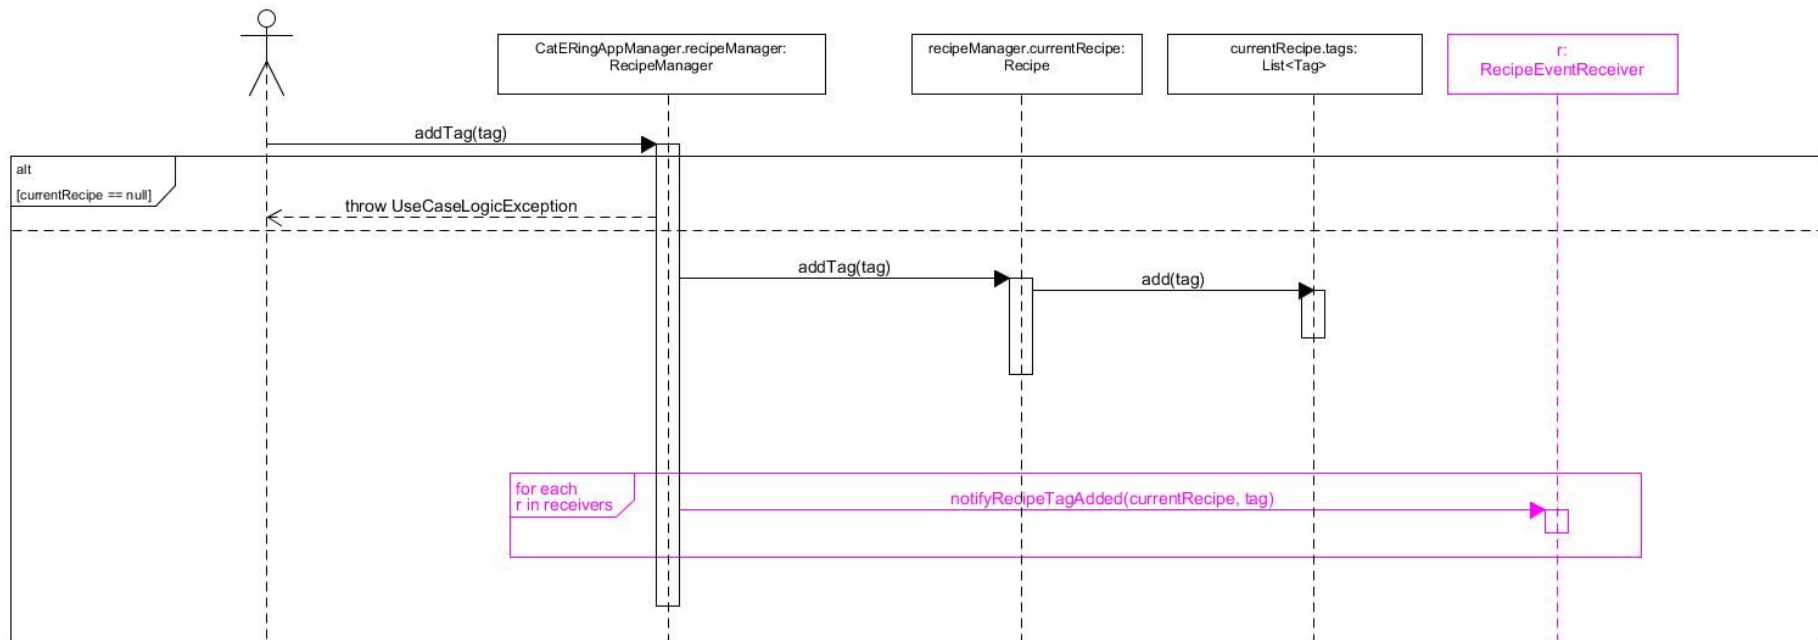 CatERingAppManager.recipeManager:
RecipeManager
recipeManager.currentRecipe:
Recipe
currentRecipe.tags:
List<Tag>
r:
RecipeEventReceiver
addTag(tag)
alt
[currentRecipe == null]
throw UseCaseLogicException
addTag(tag)
add(tag)
for each
r in receivers
notifyRecipeTagAdded(currentRecipe, tag)